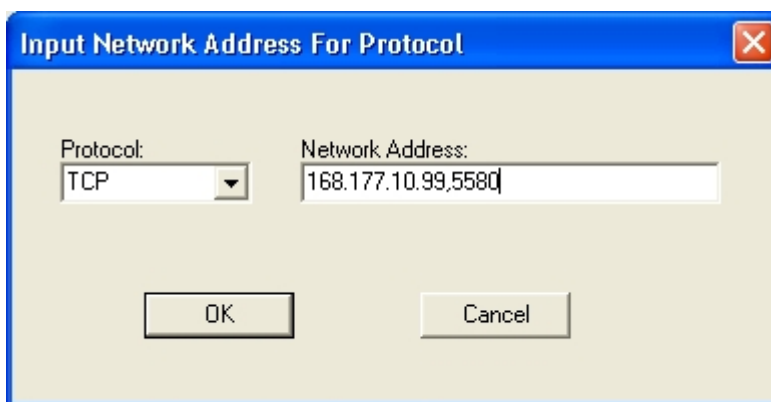 Input Network Address For Protocol
Protocol: Network Address:
TCP 168.177.10.99,5580
OK Cancel